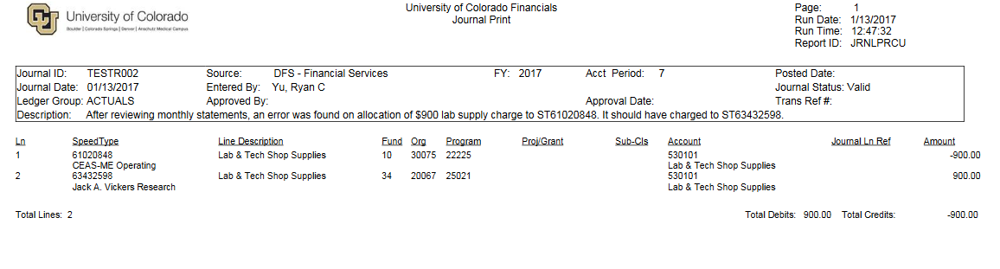 University of Colorado
Boulder | Colorado Springs | Denver | Anschutz Medical Campus
University of Colorado Financials
Journal Print
Page: 1
Run Date: 1/13/2017
Run Time: 12:47:32
Report ID: JRNLPRCU
Journal ID: TESTR002 Source: DFS - Financial Services FY: 2017 Acct Period: 7 Posted Date:
Journal Date: 01/13/2017 Entered By: Yu, Ryan C Journal Status: Valid
Ledger Group: ACTUALS Approved By: Approval Date: Trans Ref #:
Description: After reviewing monthly statements, an error was found on allocation of $900 lab supply charge to ST61020848. It should have charged to ST63432598.
Ln SpeedType Line Description Fund Org Program Proj/Grant Sub-Cls Account Journal Ln Ref Amount
1 61020848 Lab & Tech Shop Supplies 10 30075 22225 530101 -900.00
CEAS-ME Operating Lab & Tech Shop Supplies
2 63432598 Lab & Tech Shop Supplies 34 20067 25021 530101 900.00
Jack A. Vickers Research Lab & Tech Shop Supplies
Total Lines: 2 Total Debits: 900.00 Total Credits: -900.00